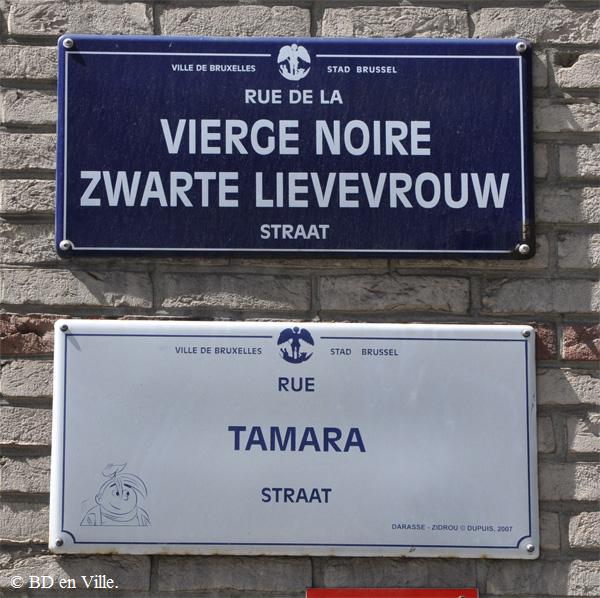 VILLE DE BRUXELLES STAD BRUSSEL
RUE DE LA
VIERGE NOIRE
ZWARTE LIEVEVROUW
STRAAT
VILLE DE BRUXELLES STAD BRUSSEL
RUE
TAMARA
STRAAT
DARASSE - ZIDROU © DUPUIS, 2007
© BD en Ville.